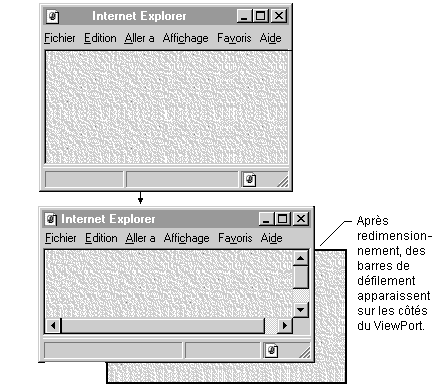 Internet Explorer
Fichier Edition Aller a Affichage Favoris Aide
Internet Explorer
Fichier Edition Aller a Affichage Favoris Aide
Après
redimension-
nement, des
barres de
défilement
apparaissent
sur les côtés
du ViewPort.